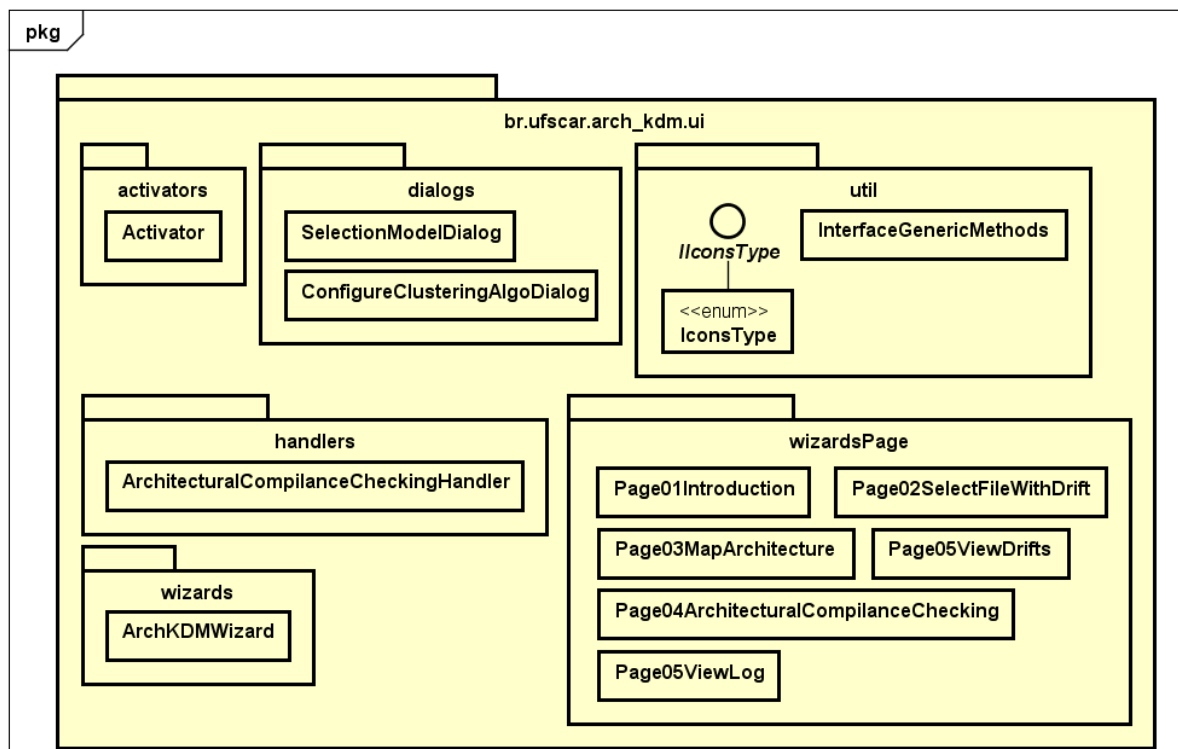 pkg
br.ufscar.arch_kdm.ui
activators
Activator
dialogs
SelectionModelDialog
ConfigureClusteringAlgoDialog
util
IIconsType
InterfaceGenericMethods
<<enum>>
IconsType
handlers
ArchitecturalCompilanceCheckingHandler
wizards
ArchKDMWizard
wizardsPage
Page01Introduction
Page02SelectFileWithDrift
Page03MapArchitecture
Page05ViewDrifts
Page04ArchitecturalCompilanceChecking
Page05ViewLog